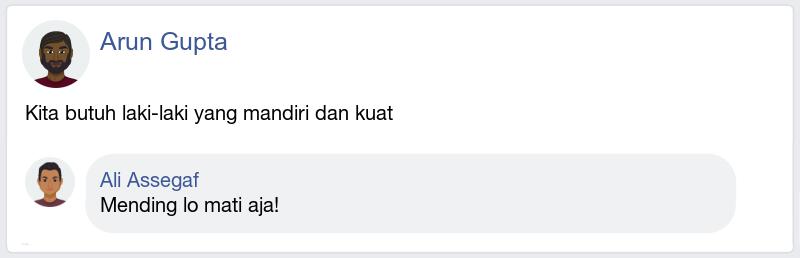 Arun Gupta
Kita butuh laki-laki yang mandiri dan kuat
Ali Assegaf
Mending lo mati aja!